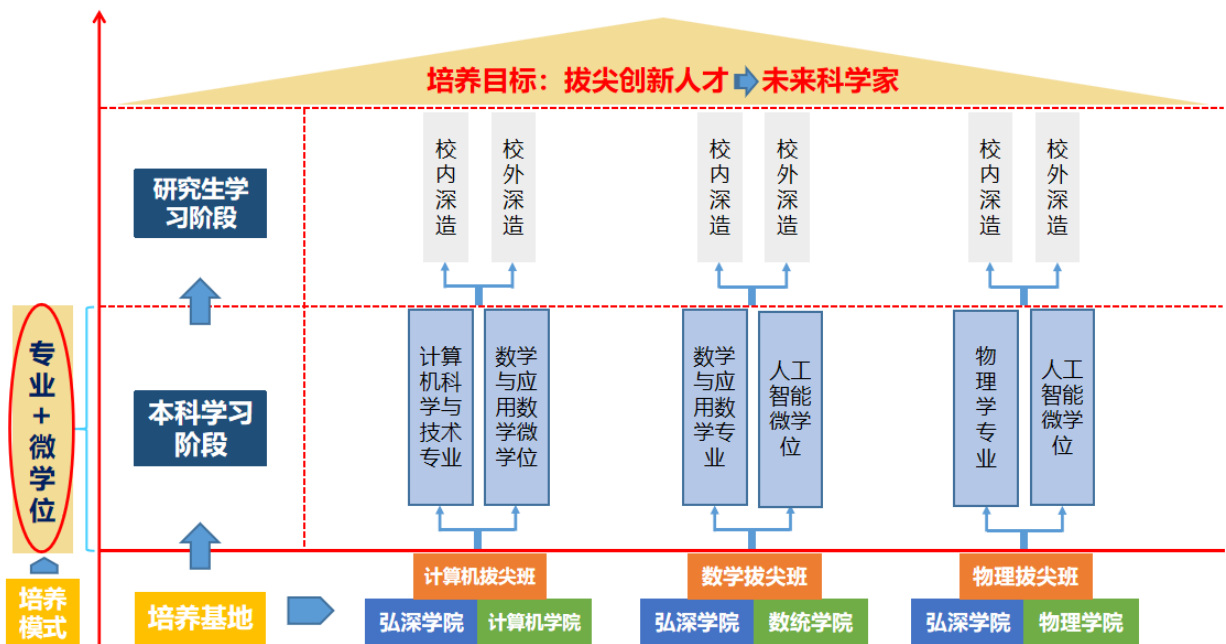 培养目标：拔尖创新人才
未来科学家
校内深造
校外深造
校内深造
校外深造
校内深造
校外深造
研究生学
习阶段
专业+微学位
本科学习
阶段
计算
机科
学与
技术
专业
数学
与应
用数
学微
学位
数学
与应
用数
学专
业
人工
智能
微学
位
物
理
学
专
业
人工
智能
微学
位
计算机拔尖班
数学拔尖班
物理拔尖班
培养
模式
培养基地
弘深学院
计算机学院
弘深学院
数统学院
弘深学院
物理学院